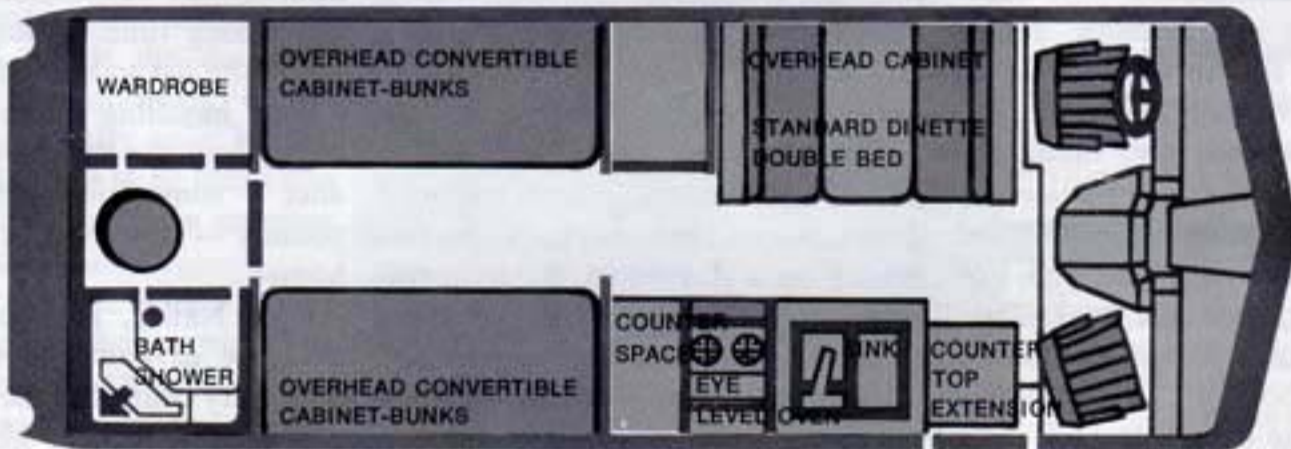 WARDROBE
OVERHEAD CONVERTIBLE
CABINET-BUNKS
OVERHEAD CABINET
STANDARD DINETTE
DOUBLE BED
BATH
SHOWER
OVERHEAD CONVERTIBLE
CABINET-BUNKS
COUNTER
SPACE
EYE
LEVEL OVEN
SINK
COUNTER
TOP
EXTENSION